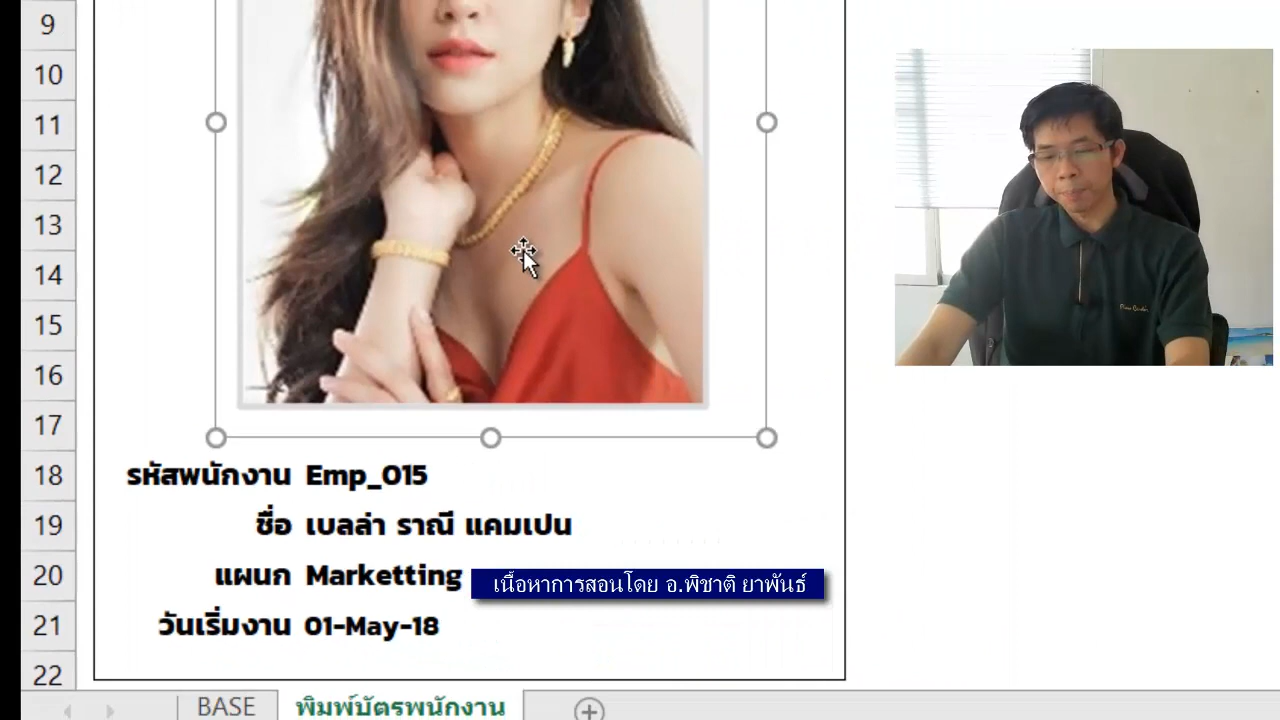 9
10
11
12
13
14
15
16
17
18
รหัสพนักงาน Emp_015
19
ชื่อ เบลล่า ราณี แคมเปน
20
แผนก Marketting
เนื้อหาการสอนโดย อ.พิชาติ ยาพันธ์
21
วันเริ่มงาน 01-May-18
22
BASE
พิมพ์บัตรพนักงาน